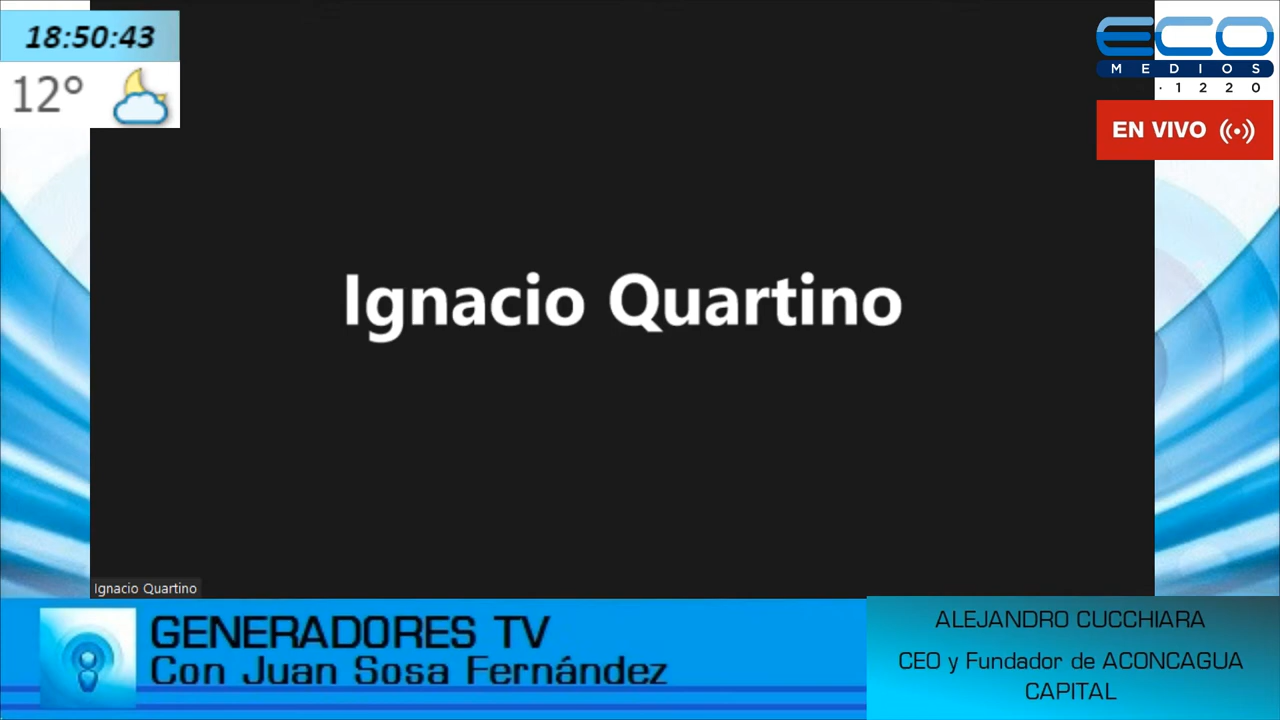 18:50:43
12°
ECO
MEDIOS
· 1220
EN VIVO
Ignacio Quartino
Ignacio Quartino
GENERADORES TV
Con Juan Sosa Fernández
ALEJANDRO CUCCHIARA
CEO y Fundador de ACONCAGUA
CAPITAL